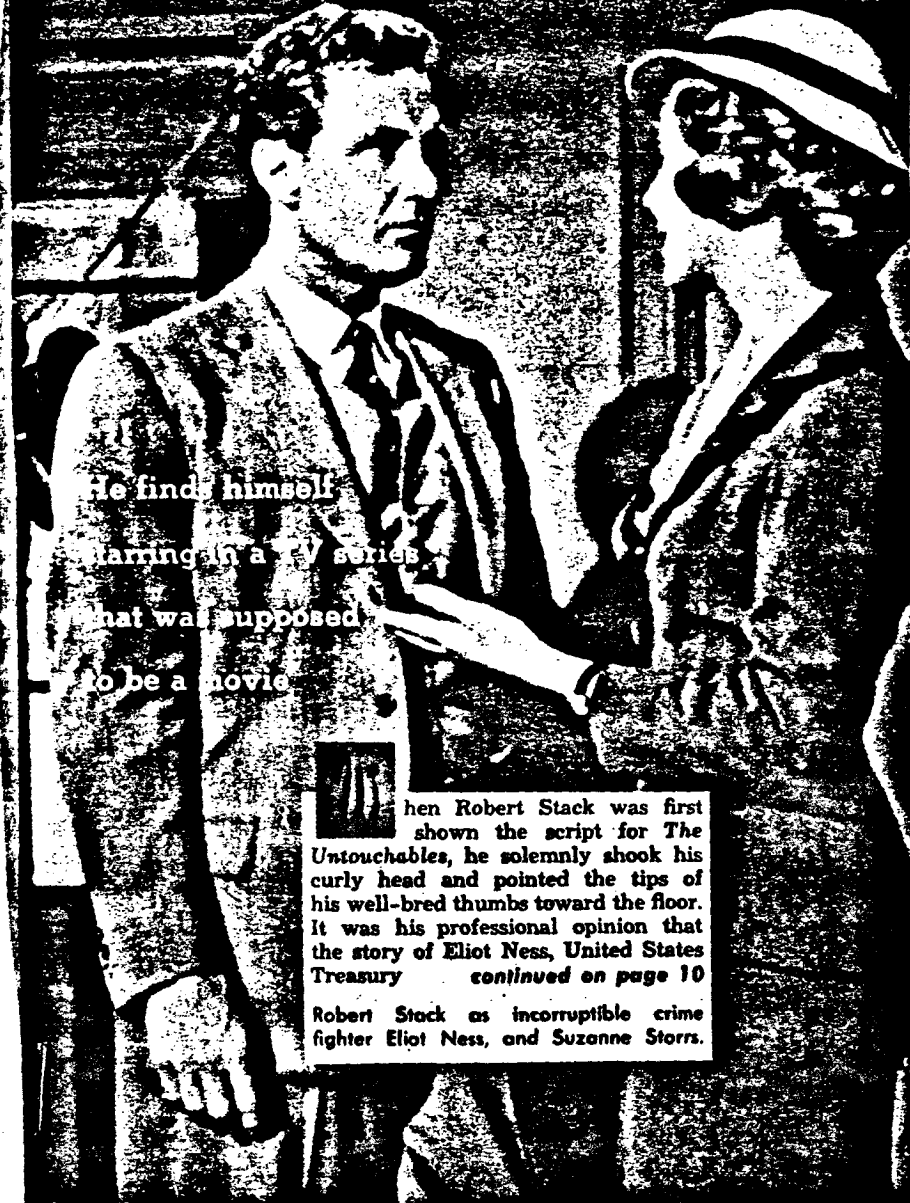 He finds himself
starring in a TV series
that was supposed
to be a movie
When Robert Stack was first
shown the script for The
Untouchables, he solemnly shook his
curly head and pointed the tips of
his well-bred thumbs toward the floor.
It was his professional opinion that
the story of Eliot Ness, United States
Treasury continued on page 10
Robert Stack as incorruptible crime
fighter Eliot Ness, and Suzanne Storrs.